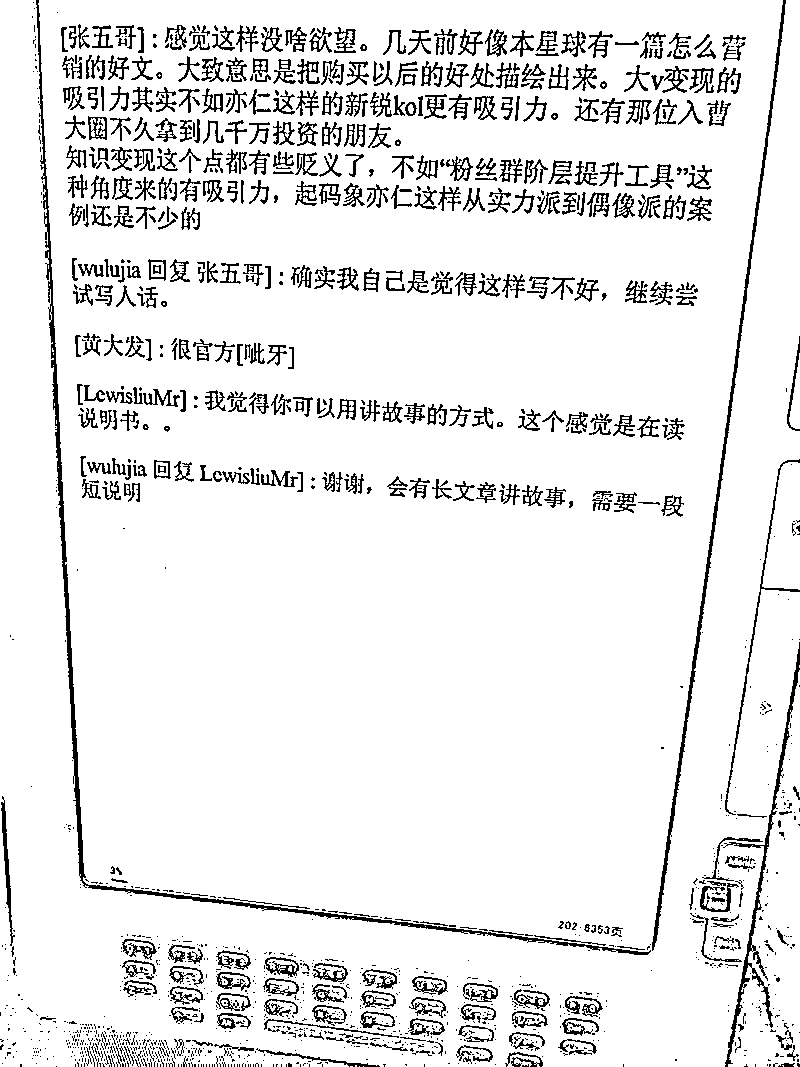 [张五哥] : 感觉这样没啥欲望。几天前好像本星球有一篇怎么营
销的好文。大致意思是把购买以后的好处描绘出来。大v变现的
吸引力其实不如亦仁这样的新锐kol更有吸引力。还有那位入曹
大圈不久拿到几千万投资的朋友。
知识变现这个点都有些贬义了，不如“粉丝群阶层提升工具”这
种角度来的有吸引力，起码象亦仁这样从实力派到偶像派的案
例还是不少的
[wulujia 回复 张五哥] : 确实我自己是觉得这样写不好，继续尝
试写人话。
[黄大发] : 很官方[呲牙]
[LewisliuMr] : 我觉得你可以用讲故事的方式。这个感觉是在读
说明书。。
[wulujia 回复 LewisliuMr] : 谢谢，会有长文章讲故事，需要一段
短说明